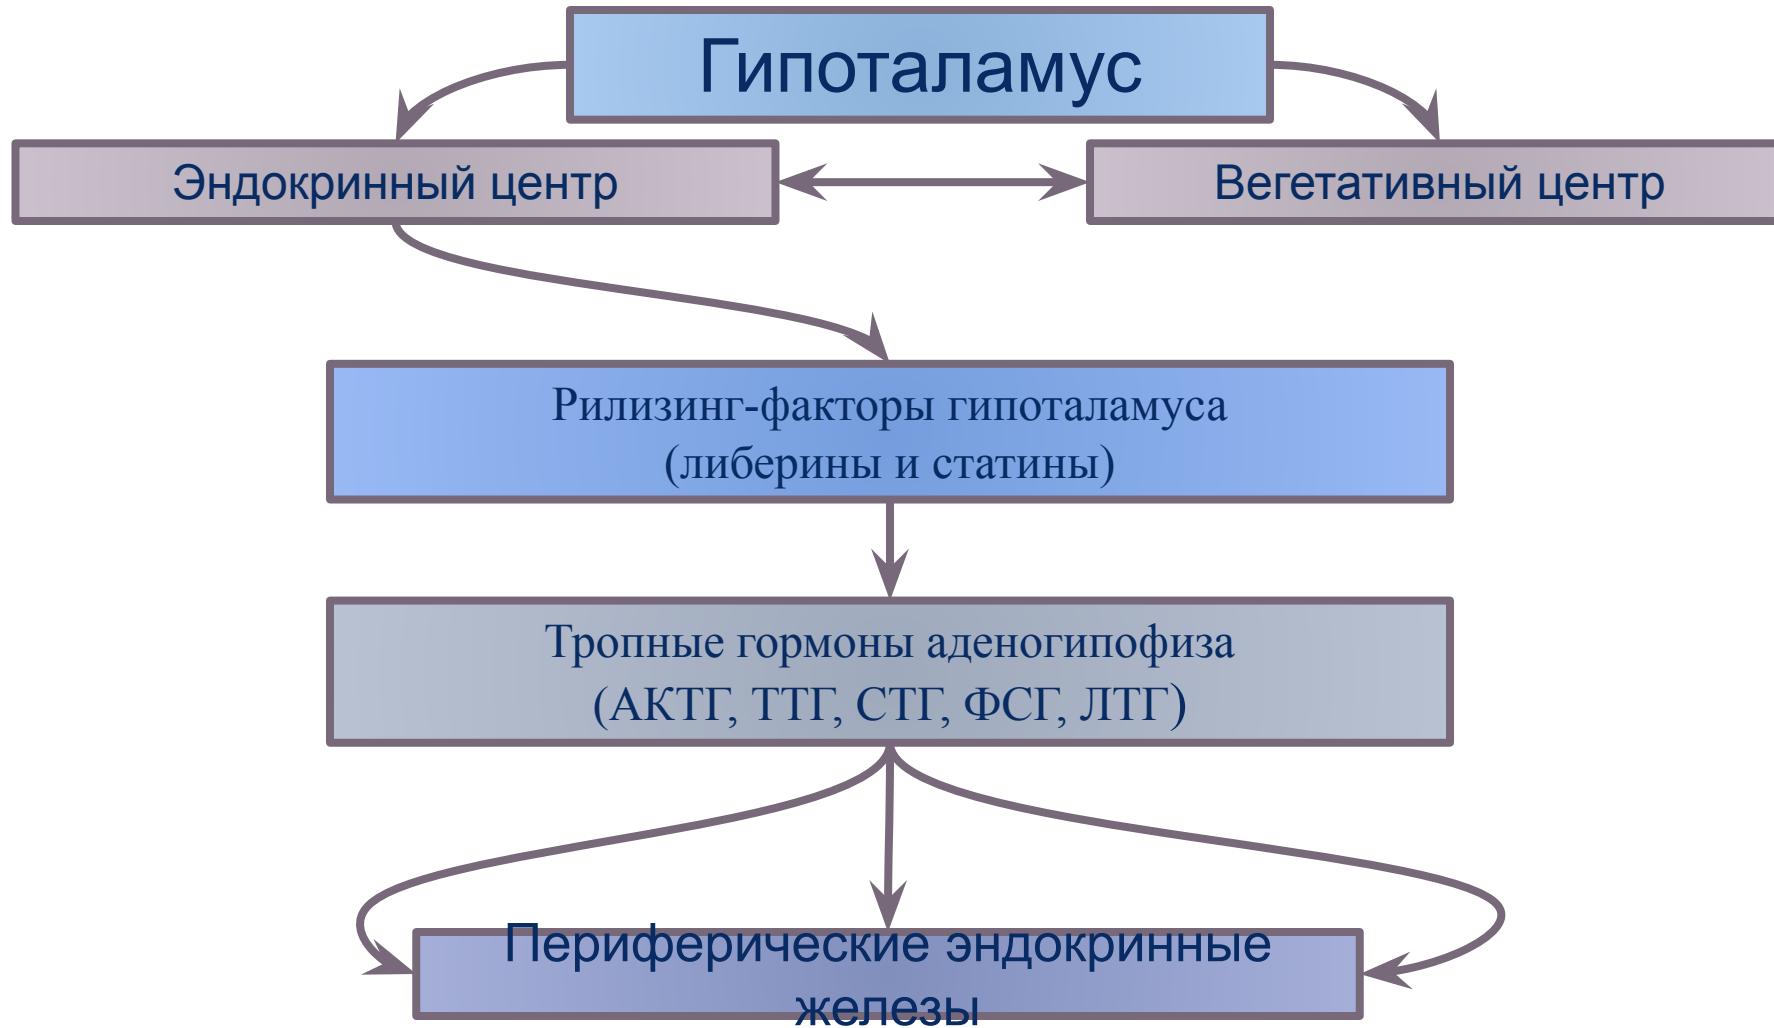 Гипоталамус
Эндокринный центр
Вегетативный центр
Рилизинг-факторы гипоталамуса
(либерины и статины)
Тропные гормоны аденогипофиза
(АКТГ, ТТГ, СТГ, ФСГ, ЛТГ)
Периферические эндокринные
железы